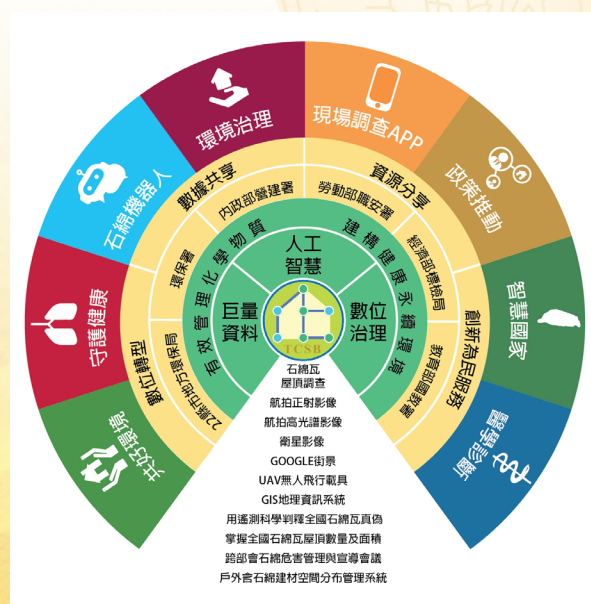 共好環境
守護健康
石綿機器人
環境治理
現場調查APP
政策推動
智慧國家
醫學診斷
數位轉型
數據共享
資源分享
創新為民服務
22縣市地方環保局
環保署
內政部營建署
勞動部職安署
經濟部標檢局
教育部國教署
有效管理化學物質
建構健康永續環境
巨量
資料
人工
智慧
數位
治理
TCSB
石綿瓦
屋頂調查
航拍正射影像
航拍高光譜影像
衛星影像
GOOGLE街景
UAV無人飛行載具
GIS地理資訊系統
用遙測科學判釋全國石綿瓦真偽
掌握全國石綿瓦屋頂數量及面積
跨部會石綿危害管理與宣導會議
戶外含石綿建材空間分布管理系統